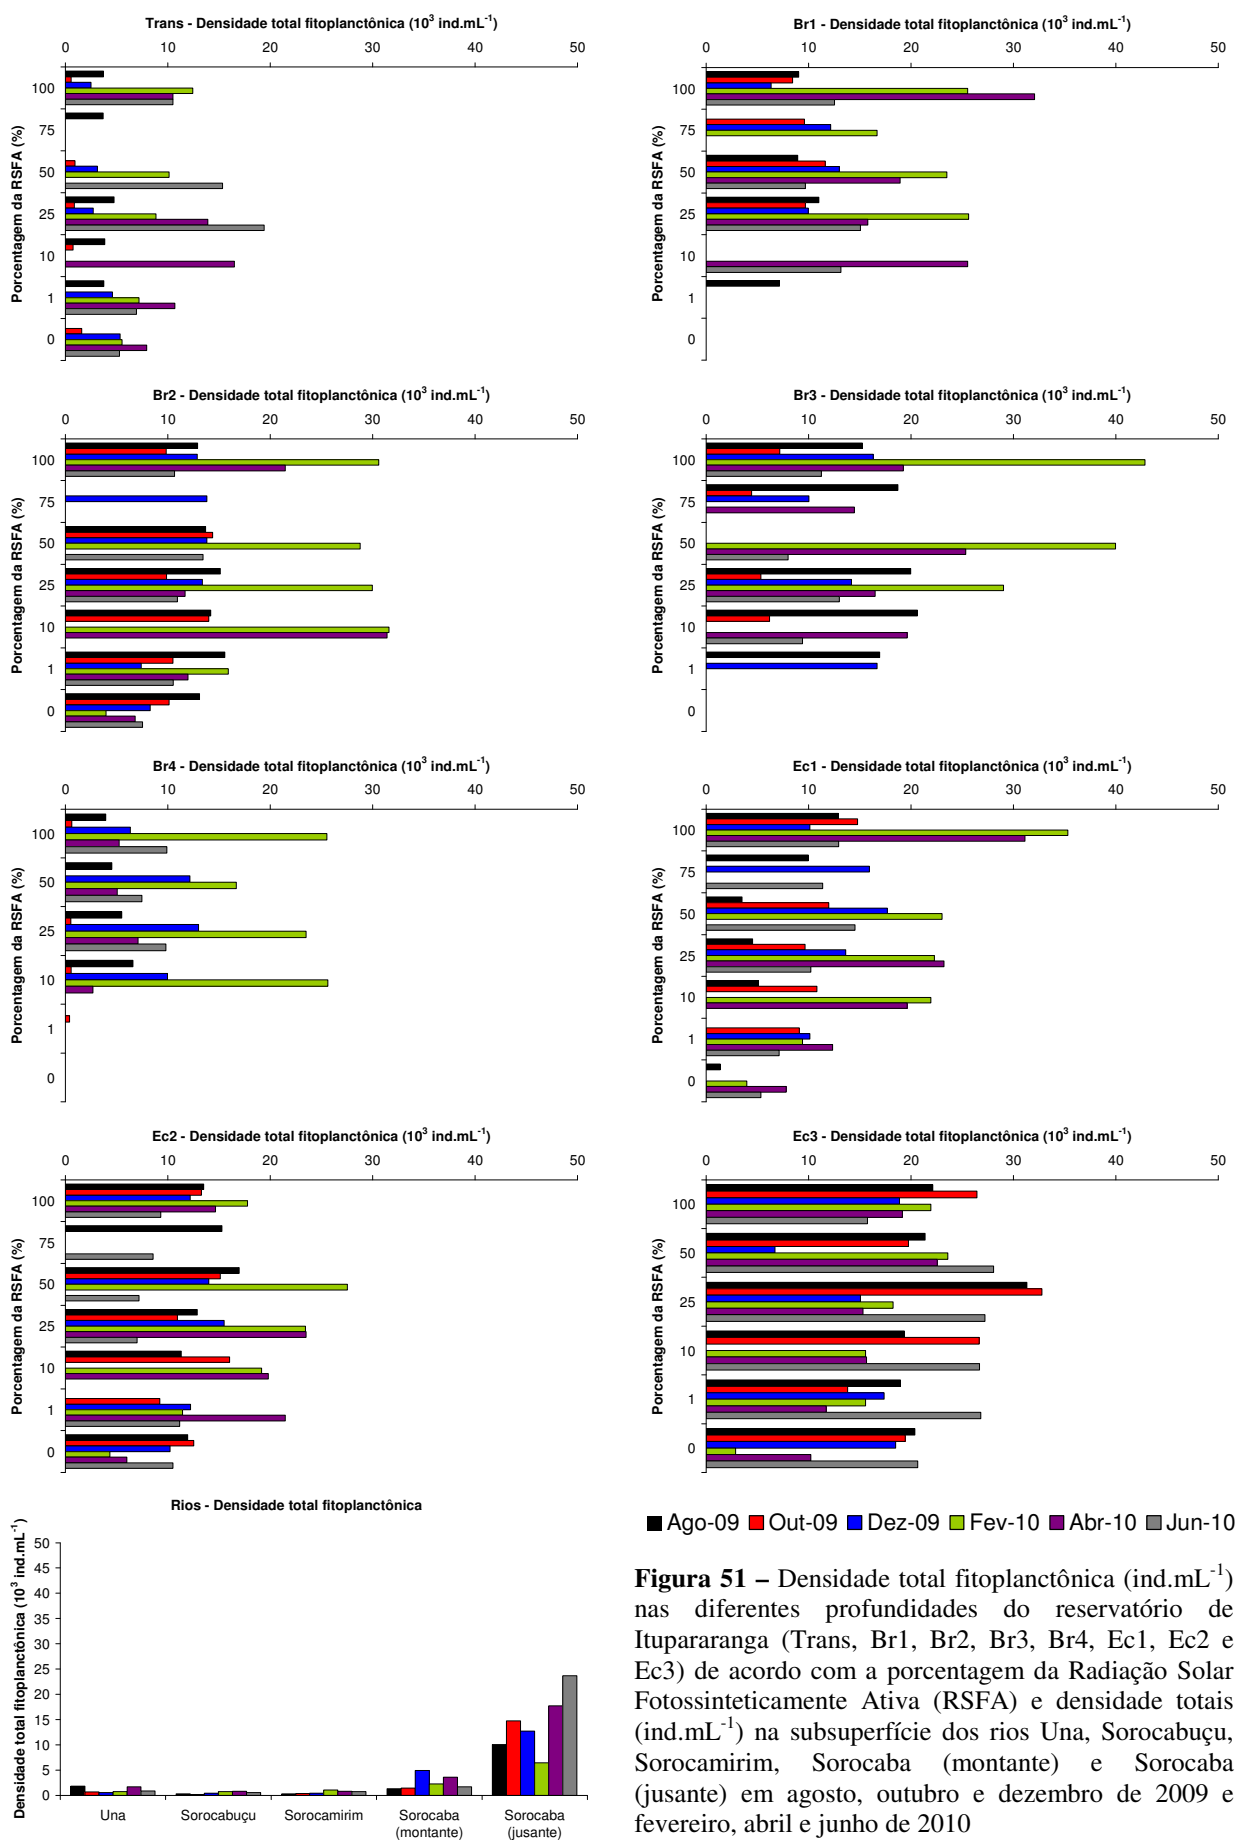 Trans - Densidade total fitoplanctônica (10³ ind.mL⁻¹)
0 10 20 30 40 50
Porcentagem da RSFA (%)
100
75
50
25
10
1
0
Br1 - Densidade total fitoplanctônica (10³ ind.mL⁻¹)
0 10 20 30 40 50
Porcentagem da RSFA (%)
100
75
50
25
10
1
0
Br2 - Densidade total fitoplanctônica (10³ ind.mL⁻¹)
0 10 20 30 40 50
Porcentagem da RSFA (%)
100
75
50
25
10
1
0
Br3 - Densidade total fitoplanctônica (10³ ind.mL⁻¹)
0 10 20 30 40 50
Porcentagem da RSFA (%)
100
75
50
25
10
1
0
Br4 - Densidade total fitoplanctônica (10³ ind.mL⁻¹)
0 10 20 30 40 50
Porcentagem da RSFA (%)
100
50
25
10
1
0
Ec1 - Densidade total fitoplanctônica (10³ ind.mL⁻¹)
0 10 20 30 40 50
Porcentagem da RSFA (%)
100
75
50
25
10
1
0
Ec2 - Densidade total fitoplanctônica (10³ ind.mL⁻¹)
0 10 20 30 40 50
Porcentagem da RSFA (%)
100
75
50
25
10
1
0
Ec3 - Densidade total fitoplanctônica (10³ ind.mL⁻¹)
0 10 20 30 40 50
Porcentagem da RSFA (%)
100
50
25
10
1
0
Rios - Densidade total fitoplanctônica
Densidade total fitoplanctônica (10³ ind.mL⁻¹)
50
45
40
35
30
25
20
15
10
5
0
Una Sorocabuçu Sorocamirim Sorocaba Sorocaba
(montante) (jusante)
Ago-09 Out-09 Dez-09 Fev-10 Abr-10 Jun-10
Figura 51 – Densidade total fitoplanctônica (ind.mL⁻¹)
nas diferentes profundidades do reservatório de
Itupararanga (Trans, Br1, Br2, Br3, Br4, Ec1, Ec2 e
Ec3) de acordo com a porcentagem da Radiação Solar
Fotossinteticamente Ativa (RSFA) e densidade totais
(ind.mL⁻¹) na subsuperfície dos rios Una, Sorocabuçu,
Sorocamirim, Sorocaba (montante) e Sorocaba
(jusante) em agosto, outubro e dezembro de 2009 e
fevereiro, abril e junho de 2010